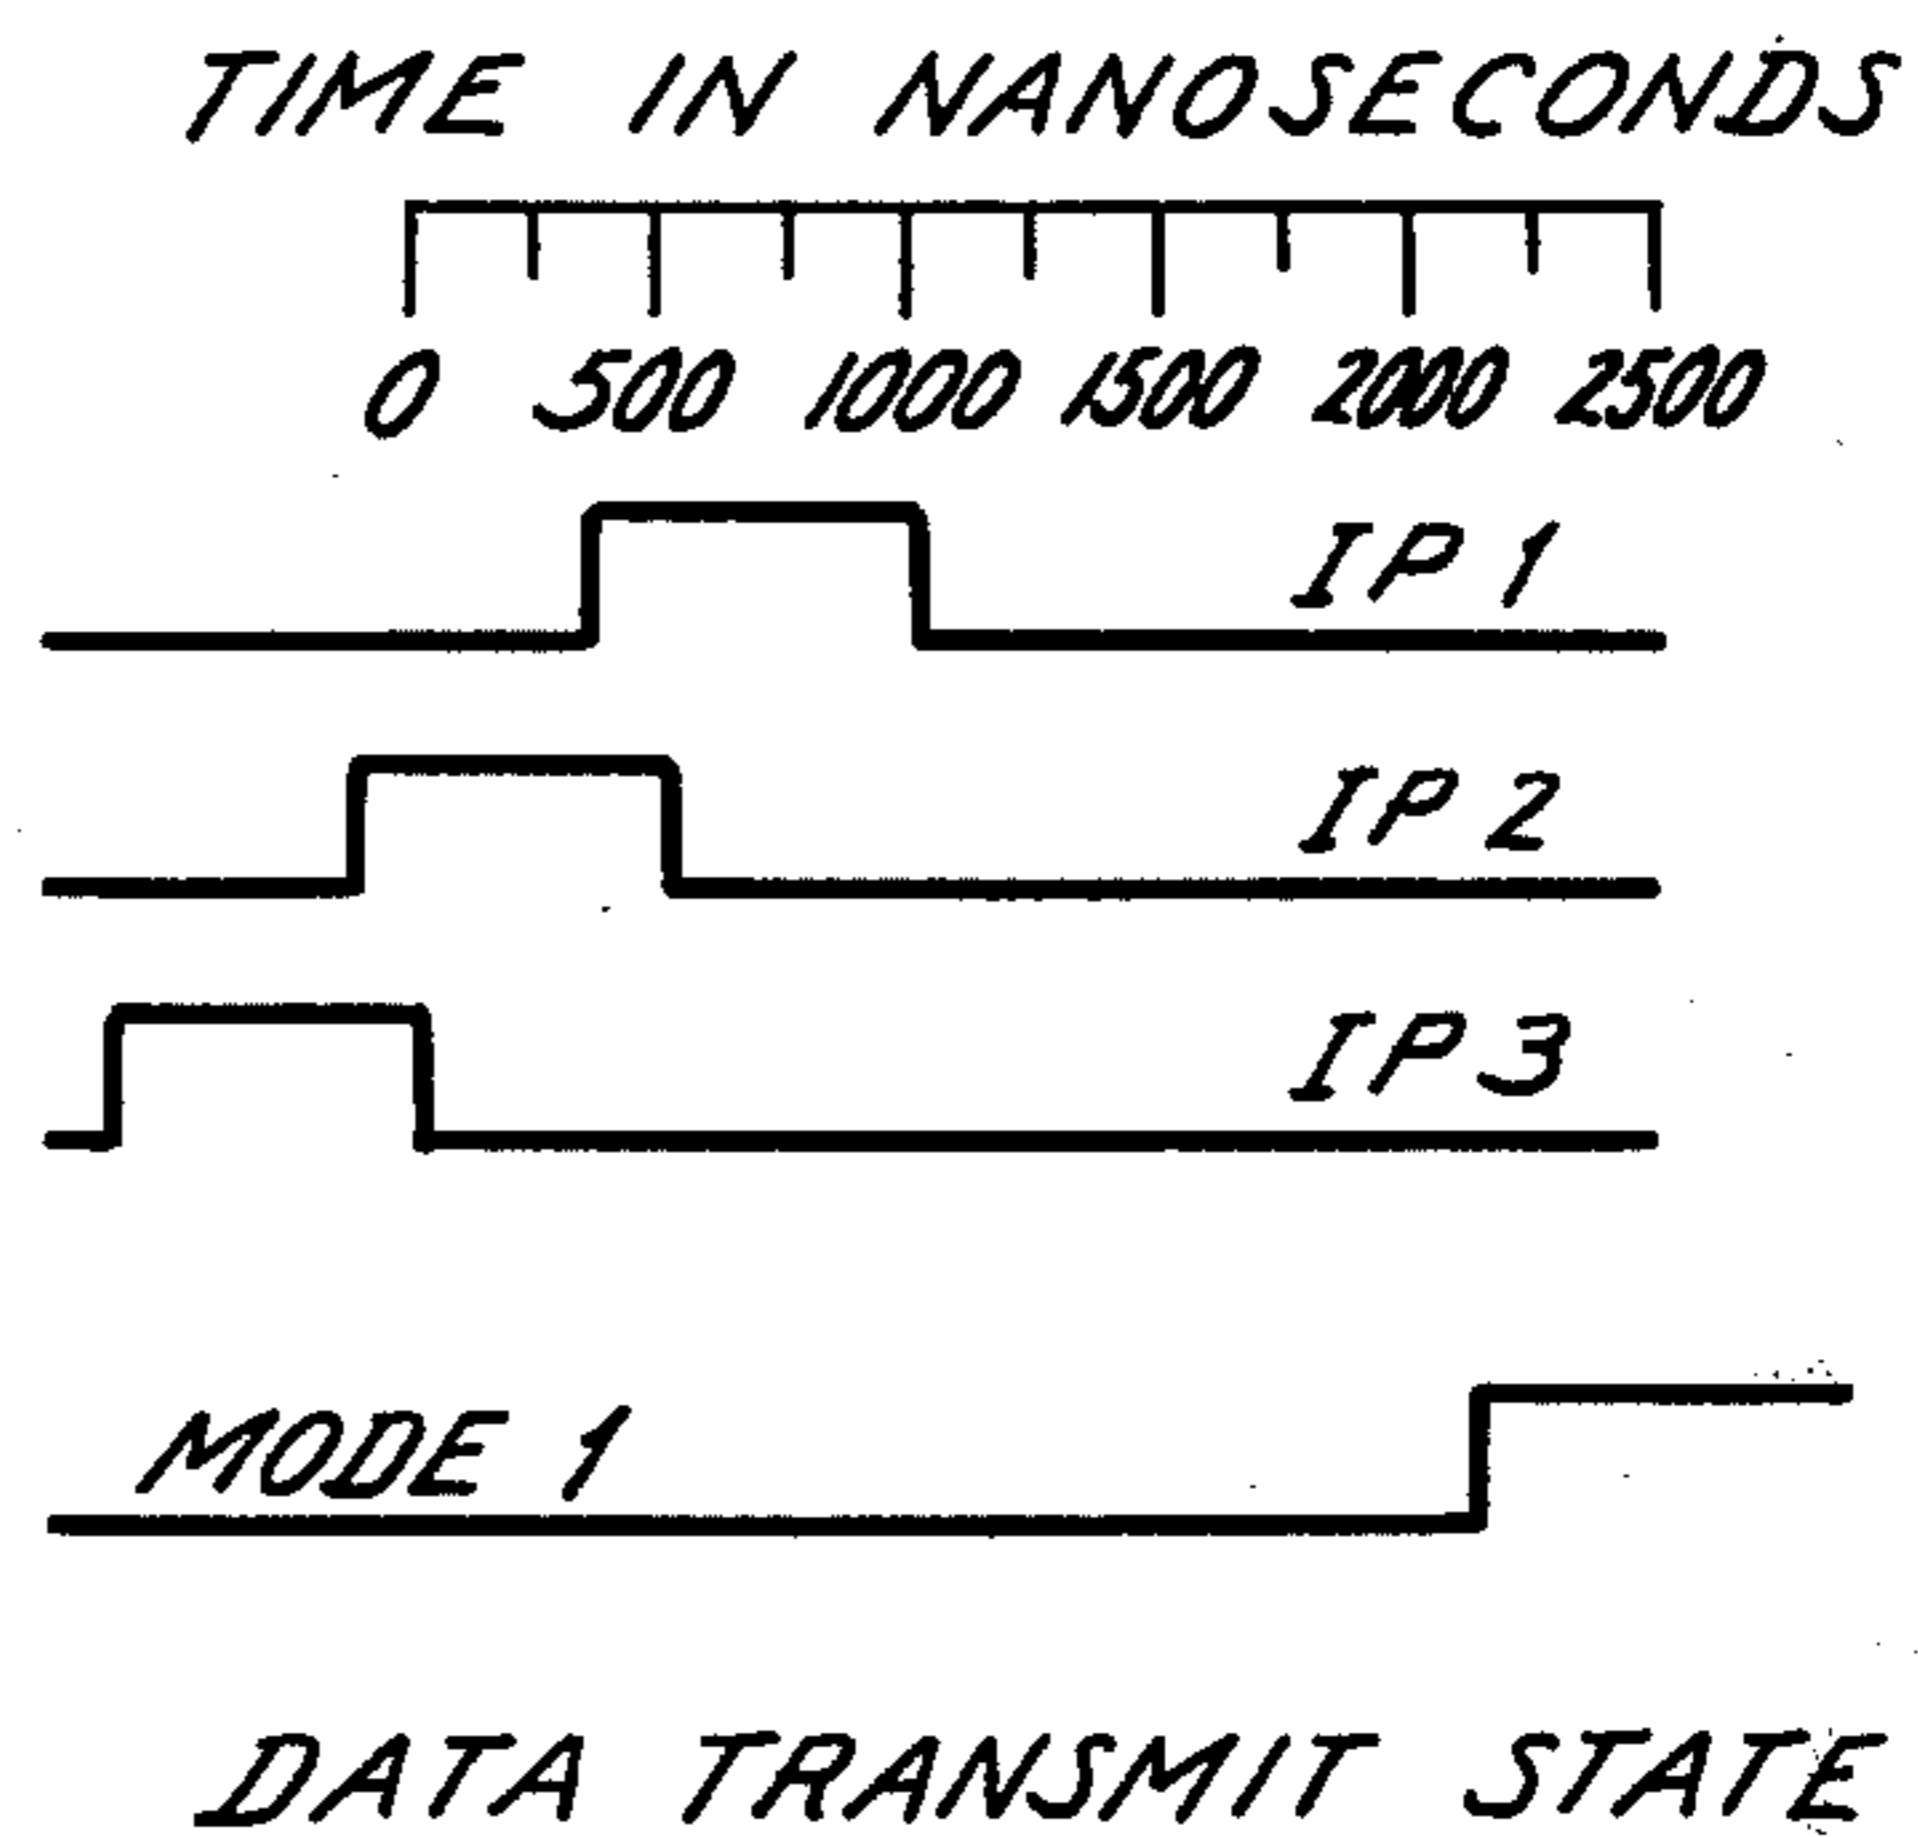 TIME IN NANOSECONDS
0 500 1000 1500 2000 2500
IP 1
IP 2
IP 3
MODE 1
DATA TRANSMIT STATE